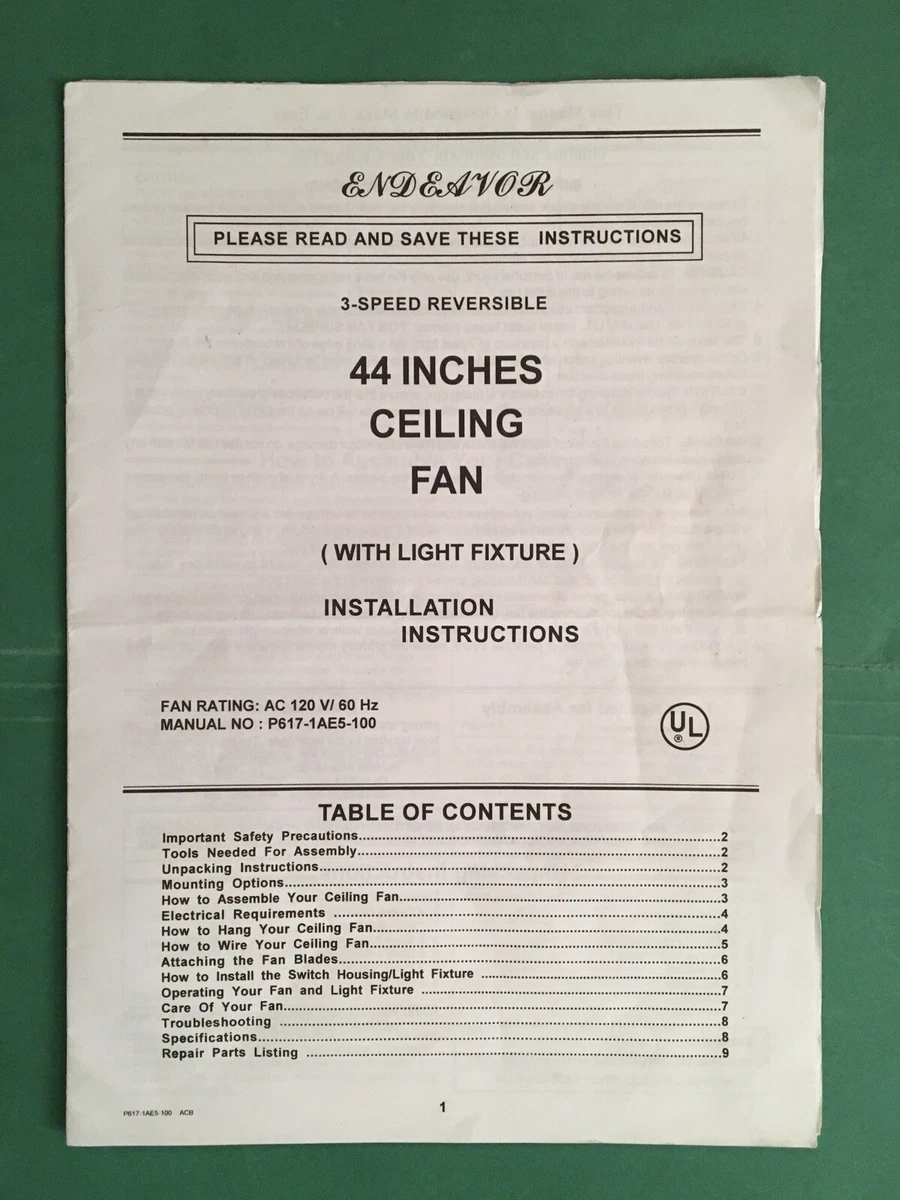 ENDEAVOR
PLEASE READ AND SAVE THESE INSTRUCTIONS
3-SPEED REVERSIBLE
44 INCHES
CEILING
FAN
( WITH LIGHT FIXTURE )
INSTALLATION
INSTRUCTIONS
FAN RATING: AC 120 V/ 60 Hz
MANUAL NO : P617-1AE5-100
UL ®
TABLE OF CONTENTS
Important Safety Precautions....................2
Tools Needed For Assembly....................2
Unpacking Instructions....................2
Mounting Options....................3
How to Assemble Your Ceiling Fan....................3
Electrical Requirements ....................4
How to Hang Your Ceiling Fan....................4
How to Wire Your Ceiling Fan....................5
Attaching the Fan Blades....................6
How to Install the Switch Housing/Light Fixture ....................6
Operating Your Fan and Light Fixture ....................7
Care Of Your Fan....................7
Troubleshooting ....................8
Specifications....................8
Repair Parts Listing ....................9
P617-1AE5-100 ACB
1